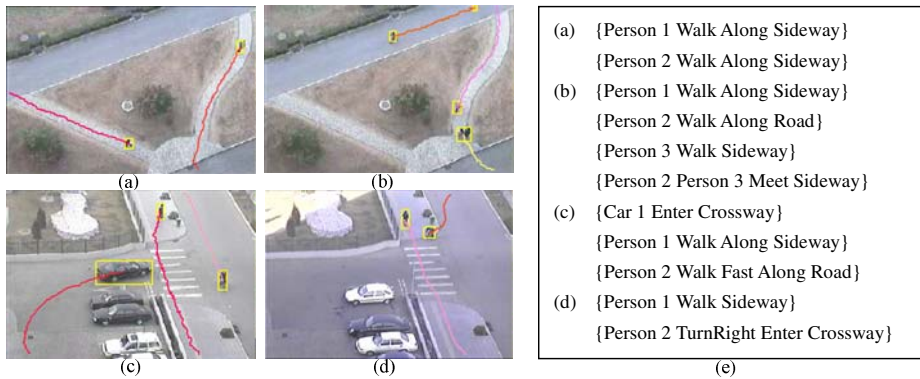 (a) {Person 1 Walk Along Sideway}
{Person 2 Walk Along Sideway}
(b) {Person 1 Walk Along Sideway}
{Person 2 Walk Along Road}
{Person 3 Walk Sideway}
{Person 2 Person 3 Meet Sideway}
(c) {Car 1 Enter Crossway}
{Person 1 Walk Along Sideway}
{Person 2 Walk Fast Along Road}
(d) {Person 1 Walk Sideway}
{Person 2 TurnRight Enter Crossway}
(a) (b)
(c) (d) (e)